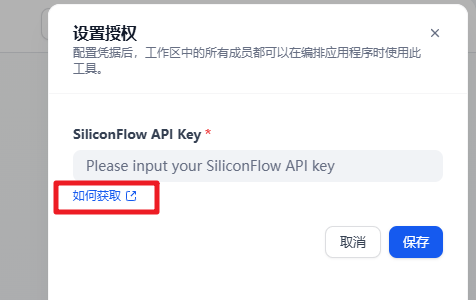 设置授权
配置凭据后，工作区中的所有成员都可以在编排应用程序时使用此
工具。
SiliconFlow API Key *
Please input your SiliconFlow API key
如何获取
取消 保存